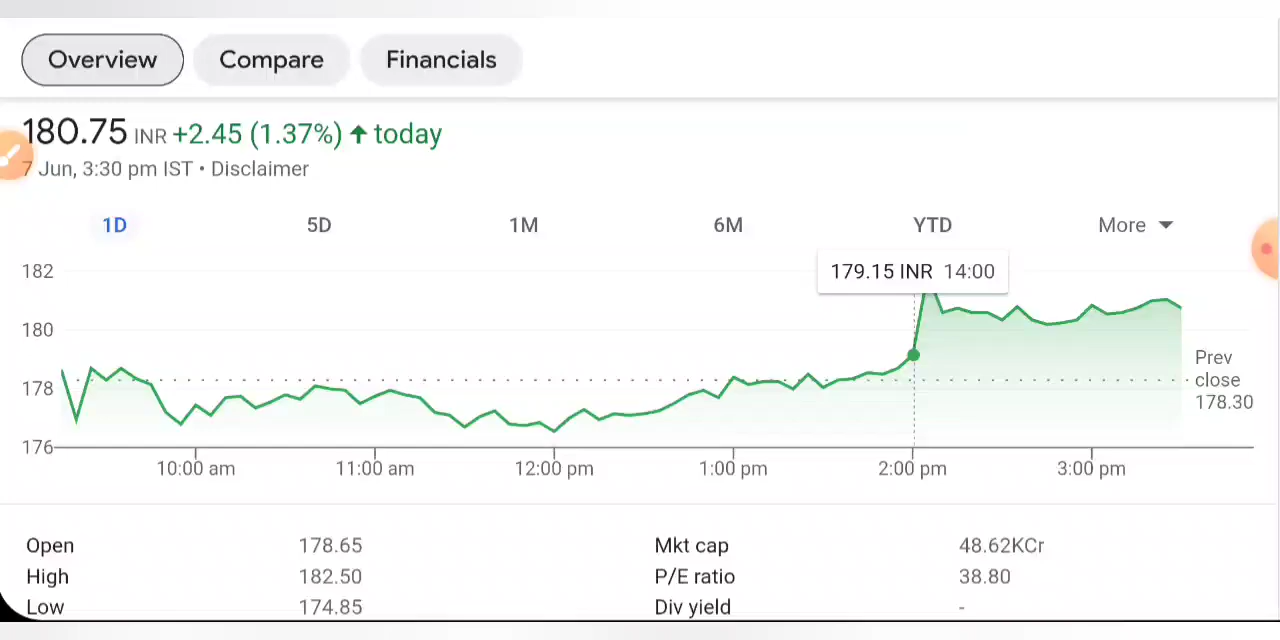 Overview Compare Financials
180.75 INR +2.45 (1.37%) ↑ today
7 Jun, 3:30 pm IST • Disclaimer
1D 5D 1M 6M YTD More
179.15 INR 14:00
182
180
178
176
Prev
close
178.30
10:00 am 11:00 am 12:00 pm 1:00 pm 2:00 pm 3:00 pm
Open 178.65 Mkt cap 48.62KCr
High 182.50 P/E ratio 38.80
Low 174.85 Div yield -